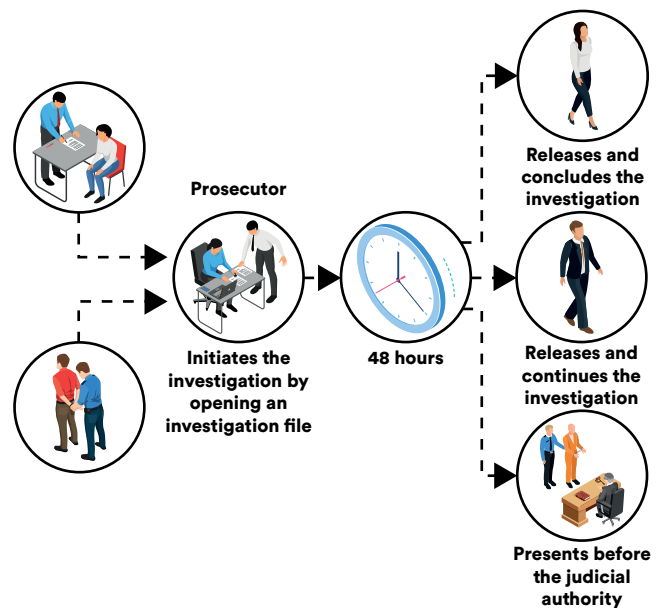 Prosecutor
Initiates the
investigation by
opening an
investigation file
48 hours
Releases and
concludes the
investigation
Releases and
continues the
investigation
Presents before
the judicial
authority